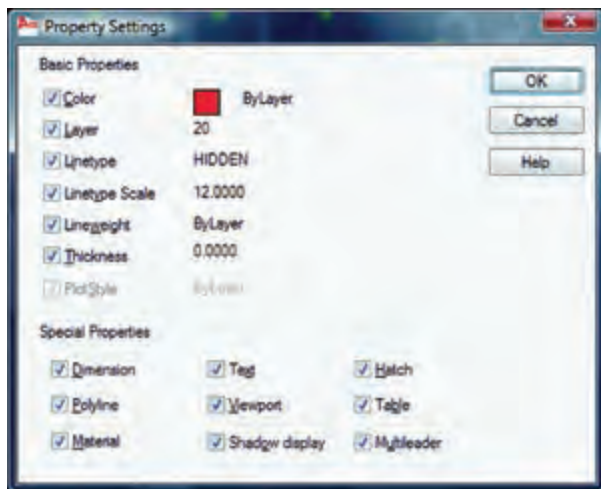 Property Settings
Basic Properties
OK
Color ByLayer
Layer 20
Cancel
Linetype HIDDEN
Help
Linetype Scale 12.0000
Lineweight ByLayer
Thickness 0.0000
PlotStyle ByLayer
Special Properties
Dimension Text Hatch
Polyline Viewport Table
Material Shadow display Multileader